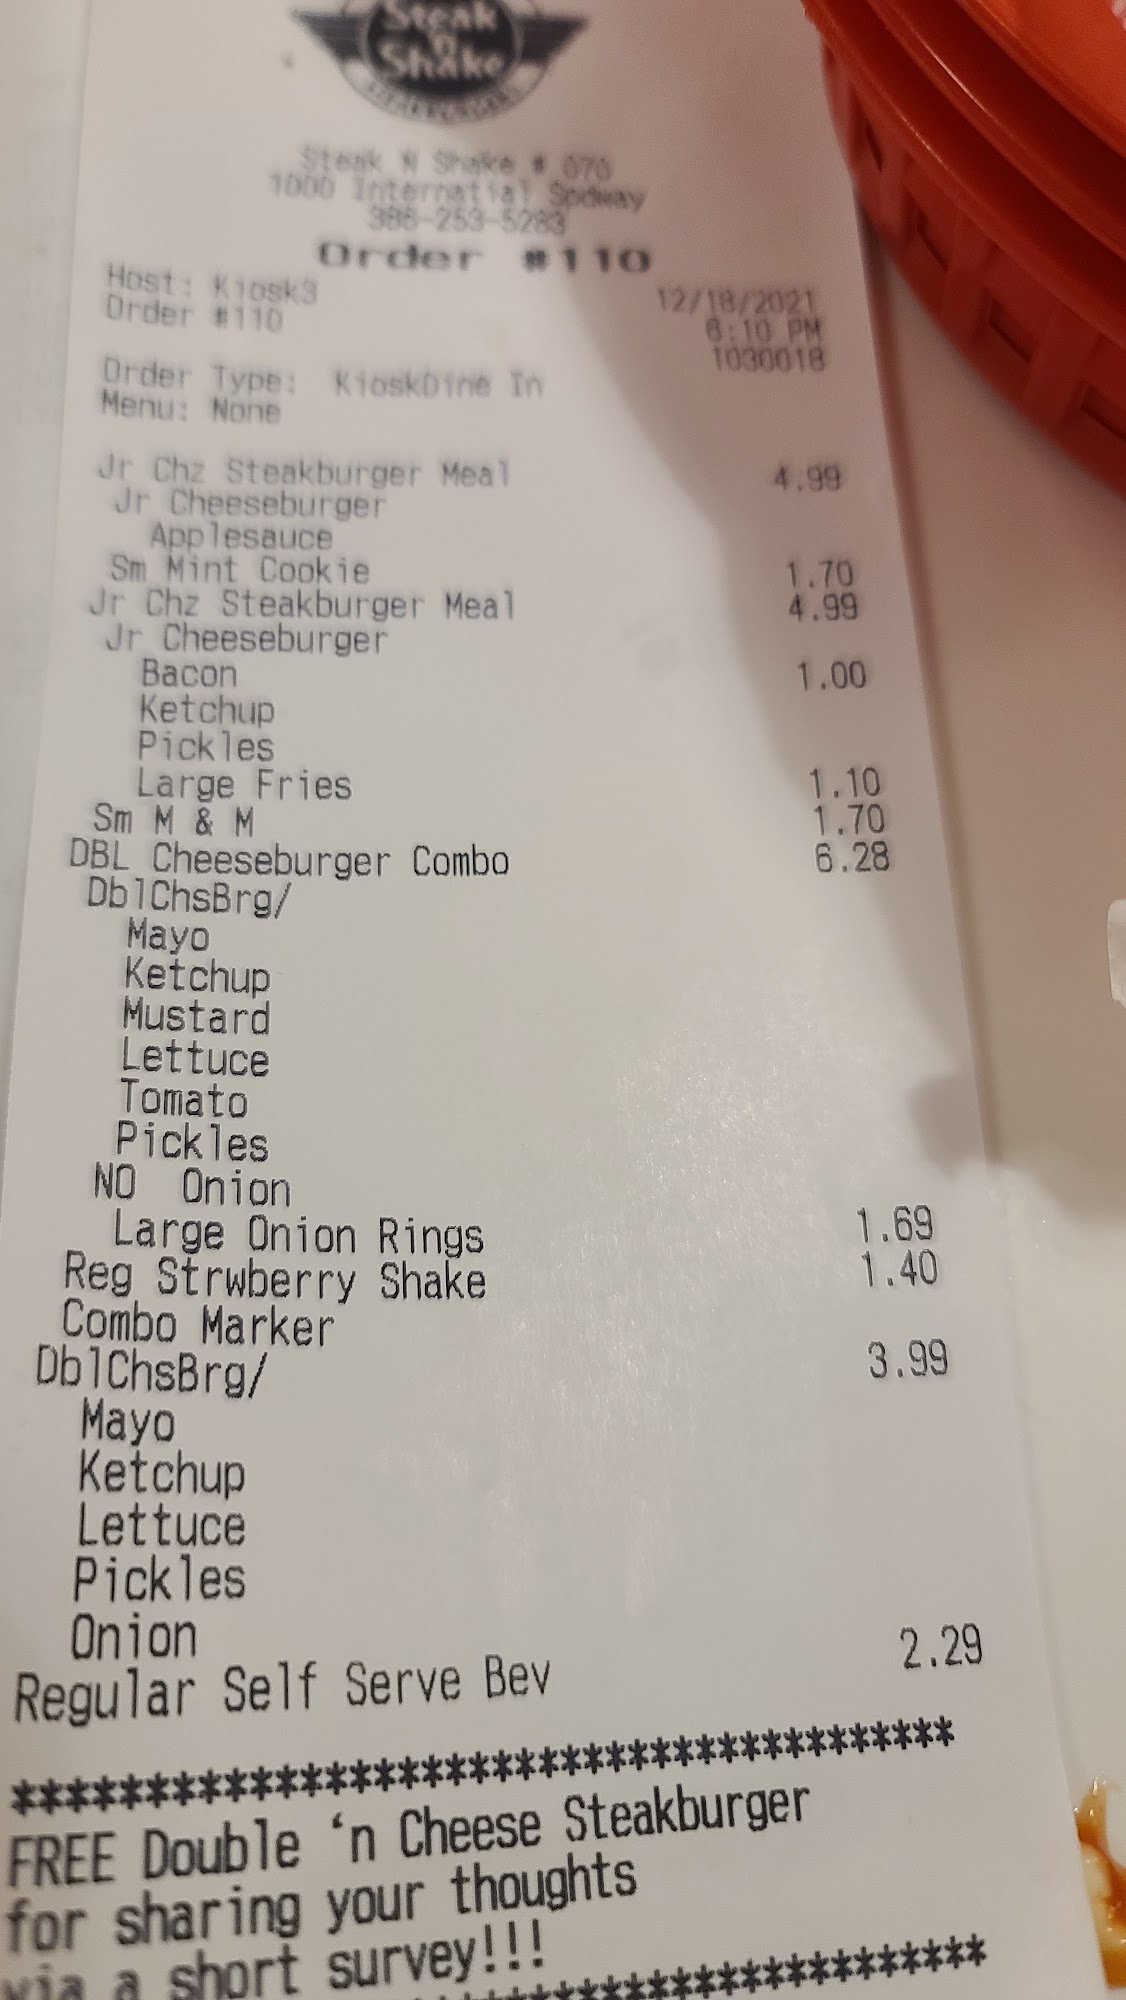 Steak
n
Shake
Steak N Shake # 070
1000 Internatial Spdway
386-253-5283
Order #110
Host: Kiosk3
Order #110
12/18/2021
6:10 PM
1030018
Order Type: KioskDine In
Menu: None
Jr Chz Steakburger Meal 4.99
Jr Cheeseburger
Applesauce
Sm Mint Cookie 1.70
Jr Chz Steakburger Meal 4.99
Jr Cheeseburger
Bacon 1.00
Ketchup
Pickles
Large Fries 1.10
Sm M & M 1.70
DBL Cheeseburger Combo 6.28
DblChsBrg/
Mayo
Ketchup
Mustard
Lettuce
Tomato
Pickles
NO Onion
Large Onion Rings 1.69
Reg Strwberry Shake 1.40
Combo Marker
DblChsBrg/ 3.99
Mayo
Ketchup
Lettuce
Pickles
Onion
Regular Self Serve Bev 2.29
************************************
FREE Double 'n Cheese Steakburger
for sharing your thoughts
via a short survey!!!
************************************